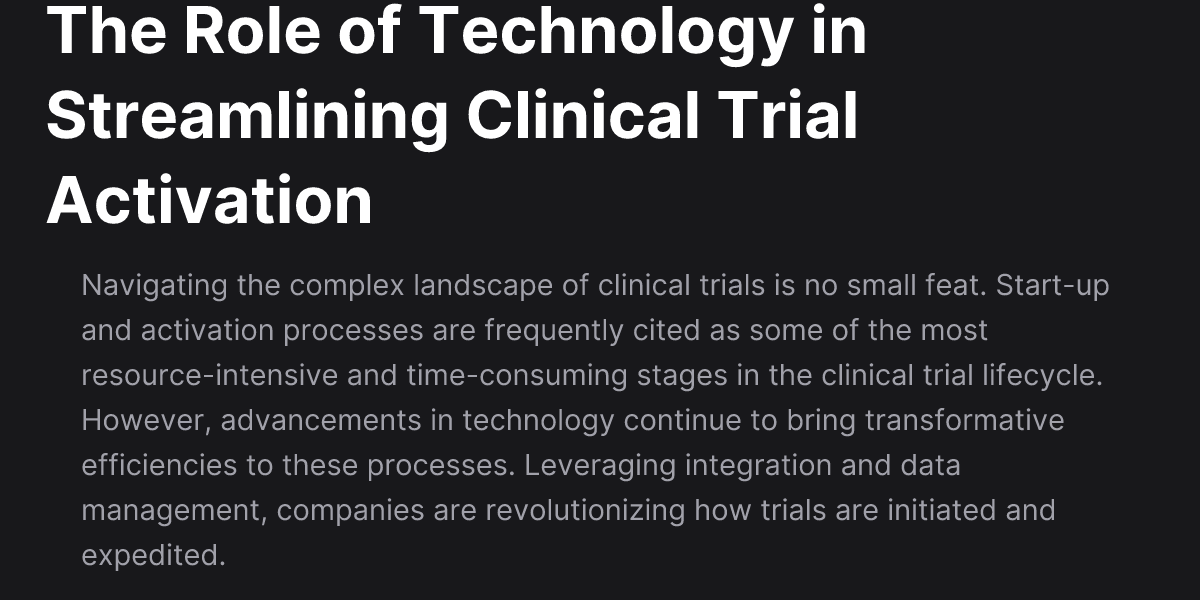 The Role of Technology in
Streamlining Clinical Trial
Activation
Navigating the complex landscape of clinical trials is no small feat. Start-up
and activation processes are frequently cited as some of the most
resource-intensive and time-consuming stages in the clinical trial lifecycle.
However, advancements in technology continue to bring transformative
efficiencies to these processes. Leveraging integration and data
management, companies are revolutionizing how trials are initiated and
expedited.